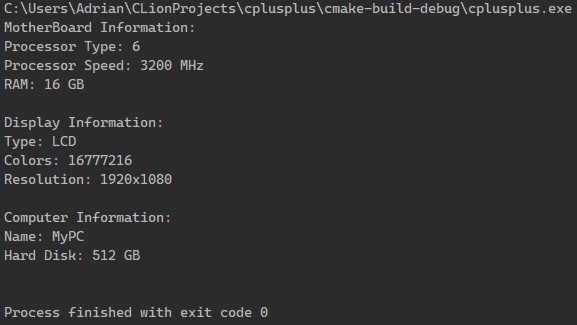 C:\Users\Adrian\CLionProjects\cplusplus\cmake-build-debug\cplusplus.exe
MotherBoard Information:
Processor Type: 6
Processor Speed: 3200 MHz
RAM: 16 GB
Display Information:
Type: LCD
Colors: 16777216
Resolution: 1920x1080
Computer Information:
Name: MyPC
Hard Disk: 512 GB
Process finished with exit code 0